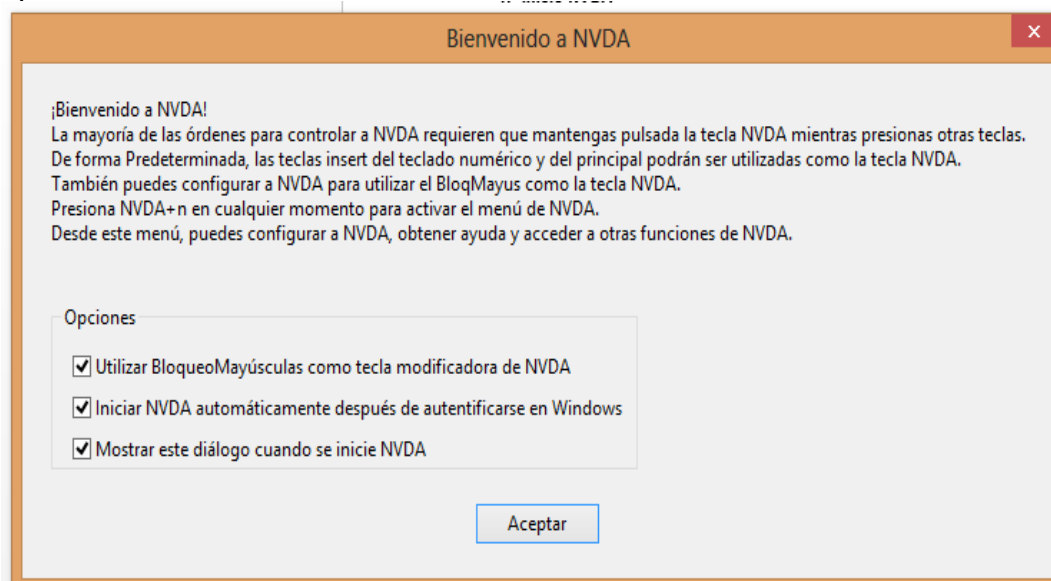 Bienvenido a NVDA
¡Bienvenido a NVDA!
La mayoría de las órdenes para controlar a NVDA requieren que mantengas pulsada la tecla NVDA mientras presionas otras teclas.
De forma Predeterminada, las teclas insert del teclado numérico y del principal podrán ser utilizadas como la tecla NVDA.
También puedes configurar a NVDA para utilizar el BloqMayus como la tecla NVDA.
Presiona NVDA+n en cualquier momento para activar el menú de NVDA.
Desde este menú, puedes configurar a NVDA, obtener ayuda y acceder a otras funciones de NVDA.
Opciones
Utilizar BloqueoMayúsculas como tecla modificadora de NVDA
Iniciar NVDA automáticamente después de autentificarse en Windows
Mostrar este diálogo cuando se inicie NVDA
Aceptar